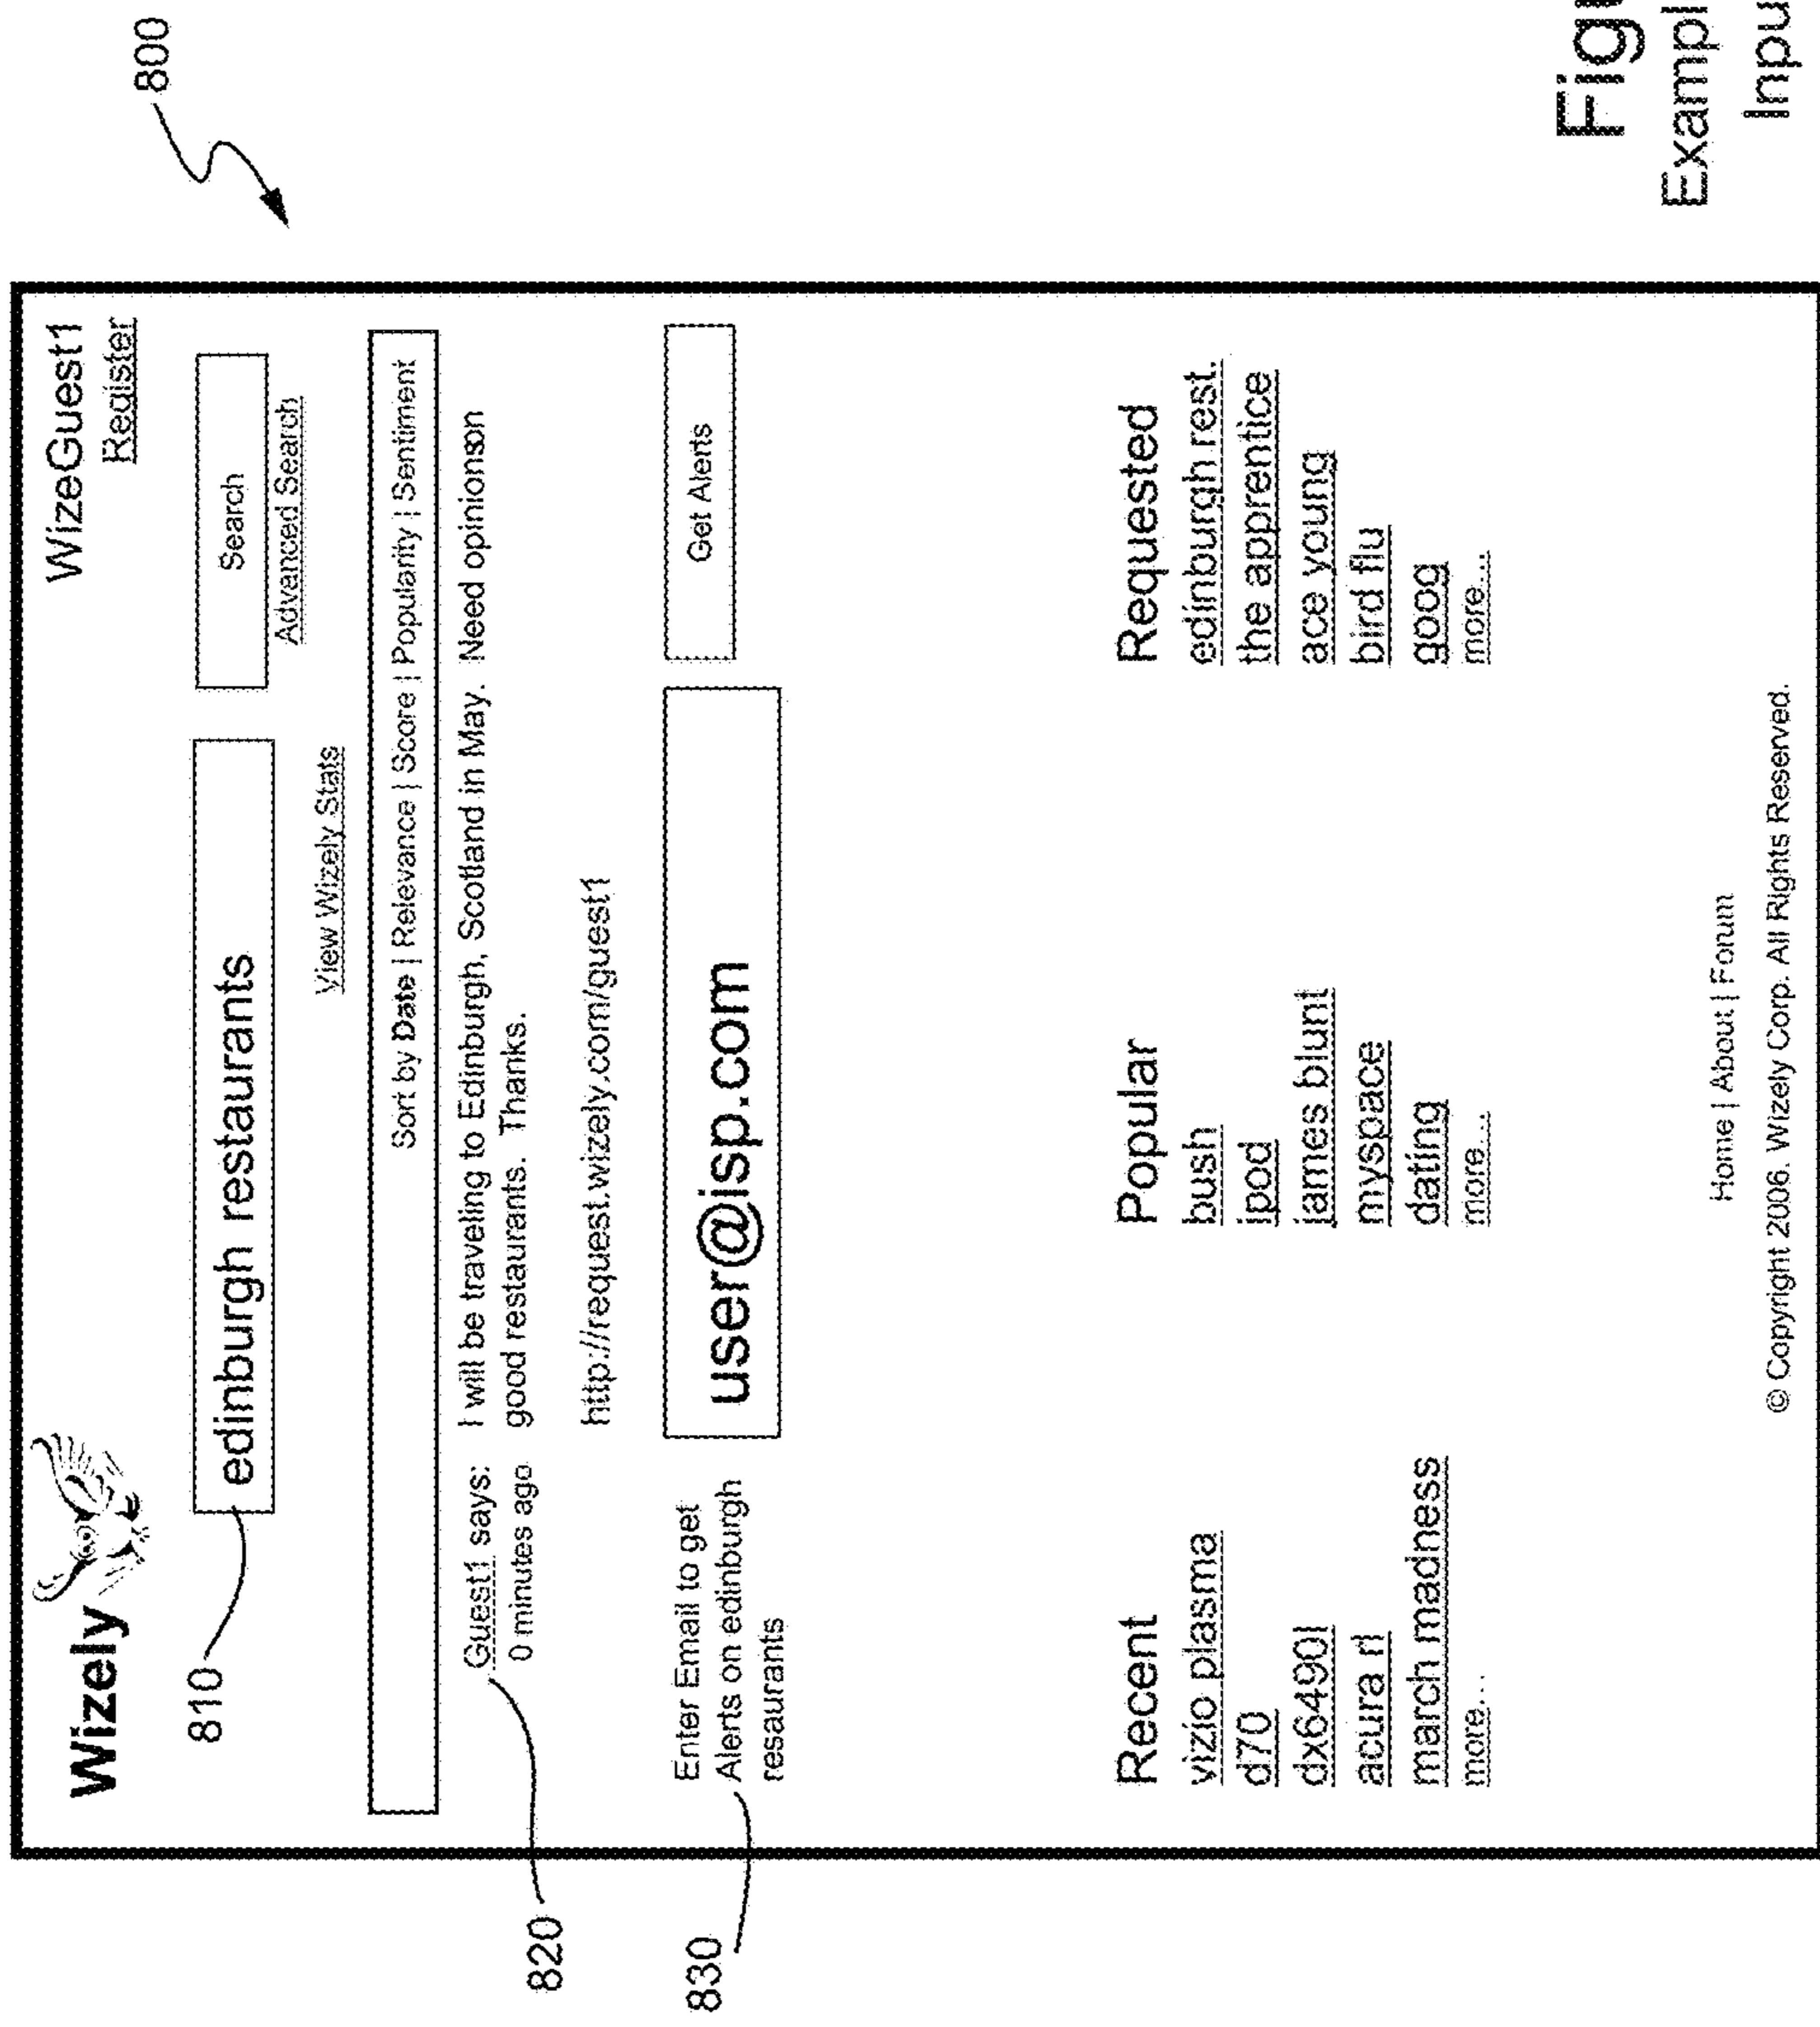 800
Wizely
WizeGuest1
Register
810
edinburgh restaurants
Search
Advanced Search
View Wizely Stats
Sort by Date | Relevance | Score | Popularity | Sentiment
820
Guest1 says:
0 minutes ago
I will be traveling to Edinburgh, Scotland in May. Need opinionson
good restaurants. Thanks.
http://request.wizely.com/guest1
830
Enter Email to get
Alerts on edinburgh
resaurants
user@isp.com
Get Alerts
Recent
vizio plasma
d70
dx6490l
acura rl
march madness
more...
Popular
bush
ipod
james blunt
myspace
dating
more...
Requested
edinburgh rest.
the apprentice
ace young
bird flu
goog
more...
Home | About | Forum
© Copyright 2006. Wizely Corp. All Rights Reserved.